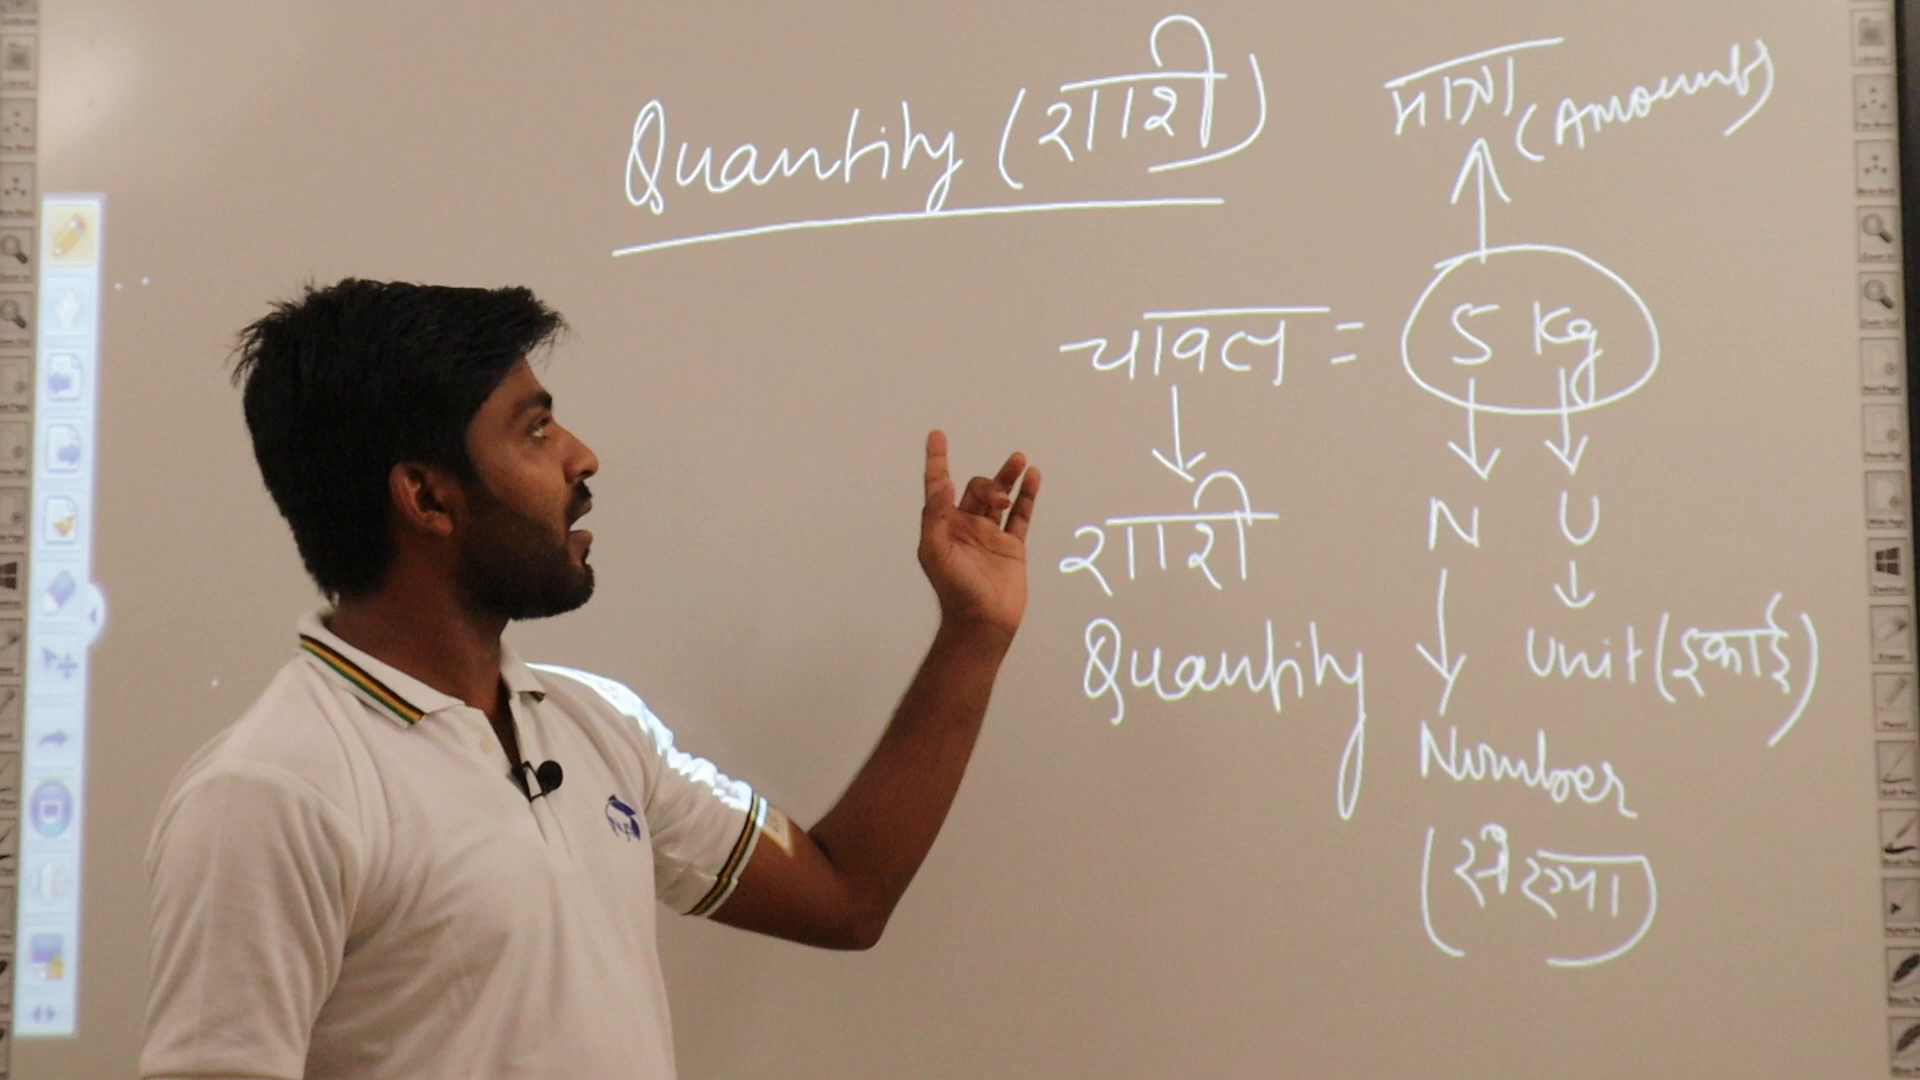 Quantity (राशी)
मात्रा (Amount)
चावल = 5 Kg
राशी
N U
Quantity
Unit (इकाई)
Number
(संख्या)